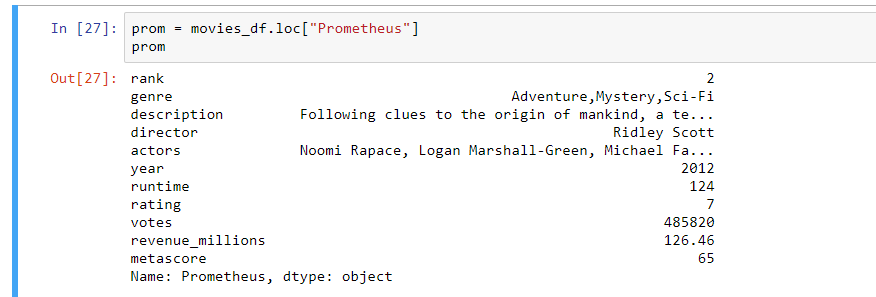 In [27]: prom = movies_df.loc["Prometheus"]
prom
Out[27]: rank 2
genre Adventure,Mystery,Sci-Fi
description Following clues to the origin of mankind, a te...
director Ridley Scott
actors Noomi Rapace, Logan Marshall-Green, Michael Fa...
year 2012
runtime 124
rating 7
votes 485820
revenue_millions 126.46
metascore 65
Name: Prometheus, dtype: object